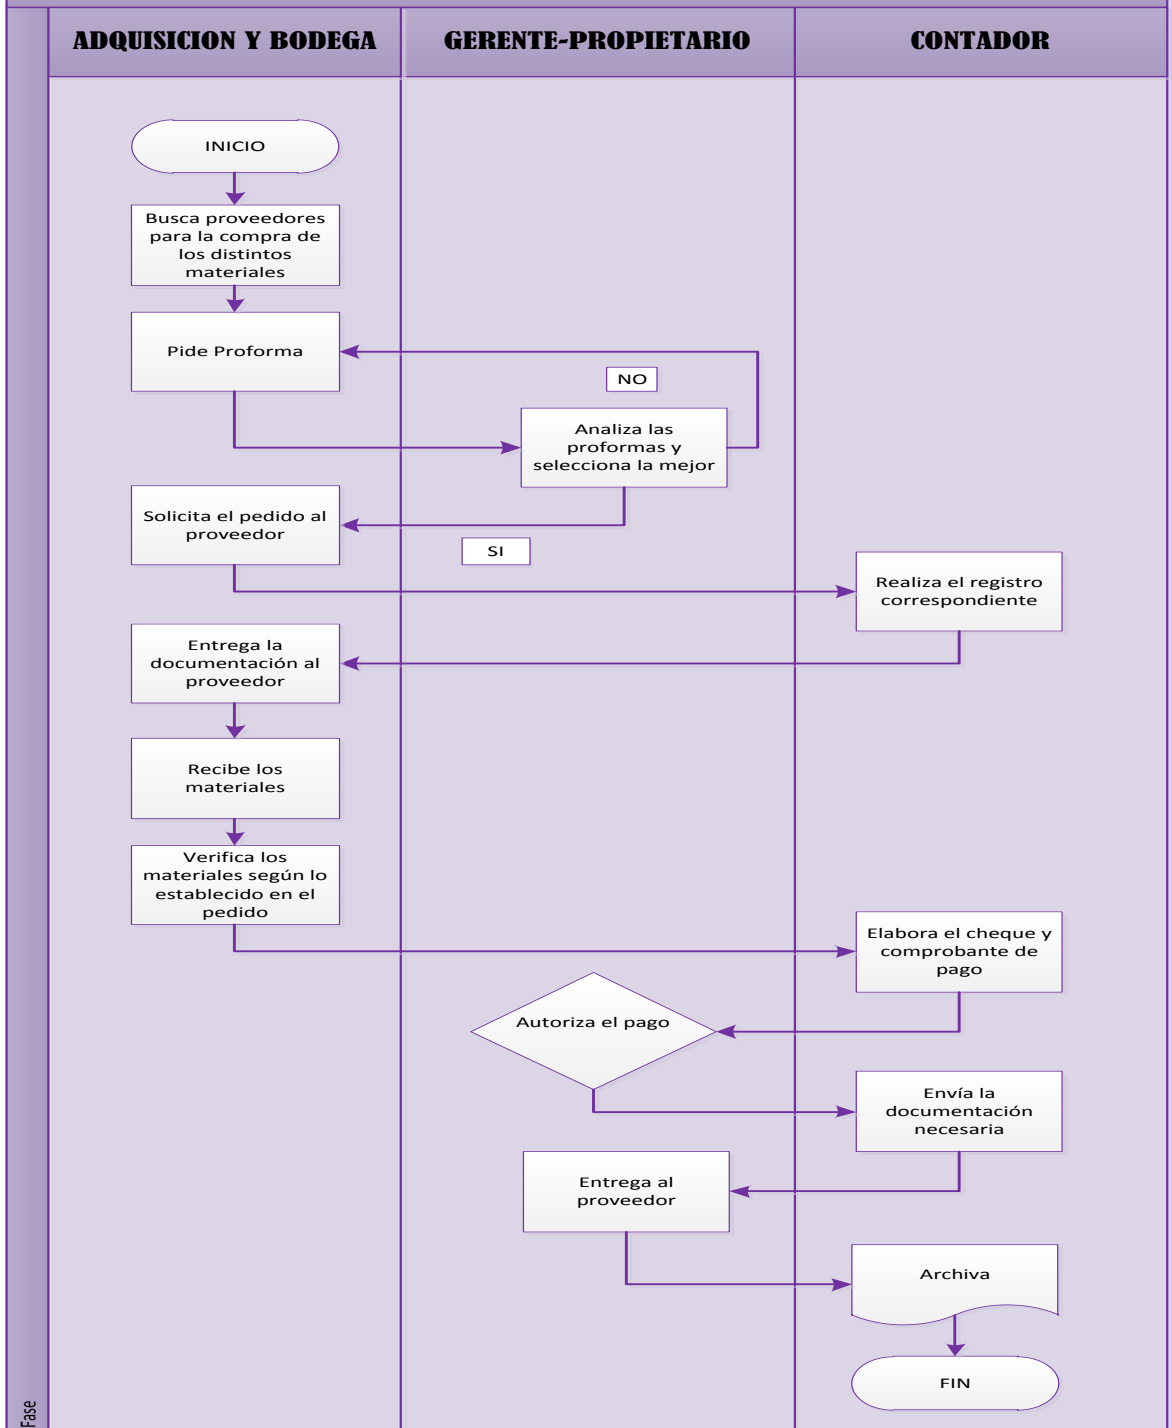 ADQUISICION Y BODEGA
GERENTE-PROPIETARIO
CONTADOR
INICIO
Busca proveedores
para la compra de
los distintos
materiales
Pide Proforma
NO
Analiza las
proformas y
selecciona la mejor
Solicita el pedido al
proveedor
SI
Realiza el registro
correspondiente
Entrega la
documentación al
proveedor
Recibe los
materiales
Verifica los
materiales según lo
establecido en el
pedido
Elabora el cheque y
comprobante de
pago
Autoriza el pago
Envía la
documentación
necesaria
Entrega al
proveedor
Archiva
FIN
Fase